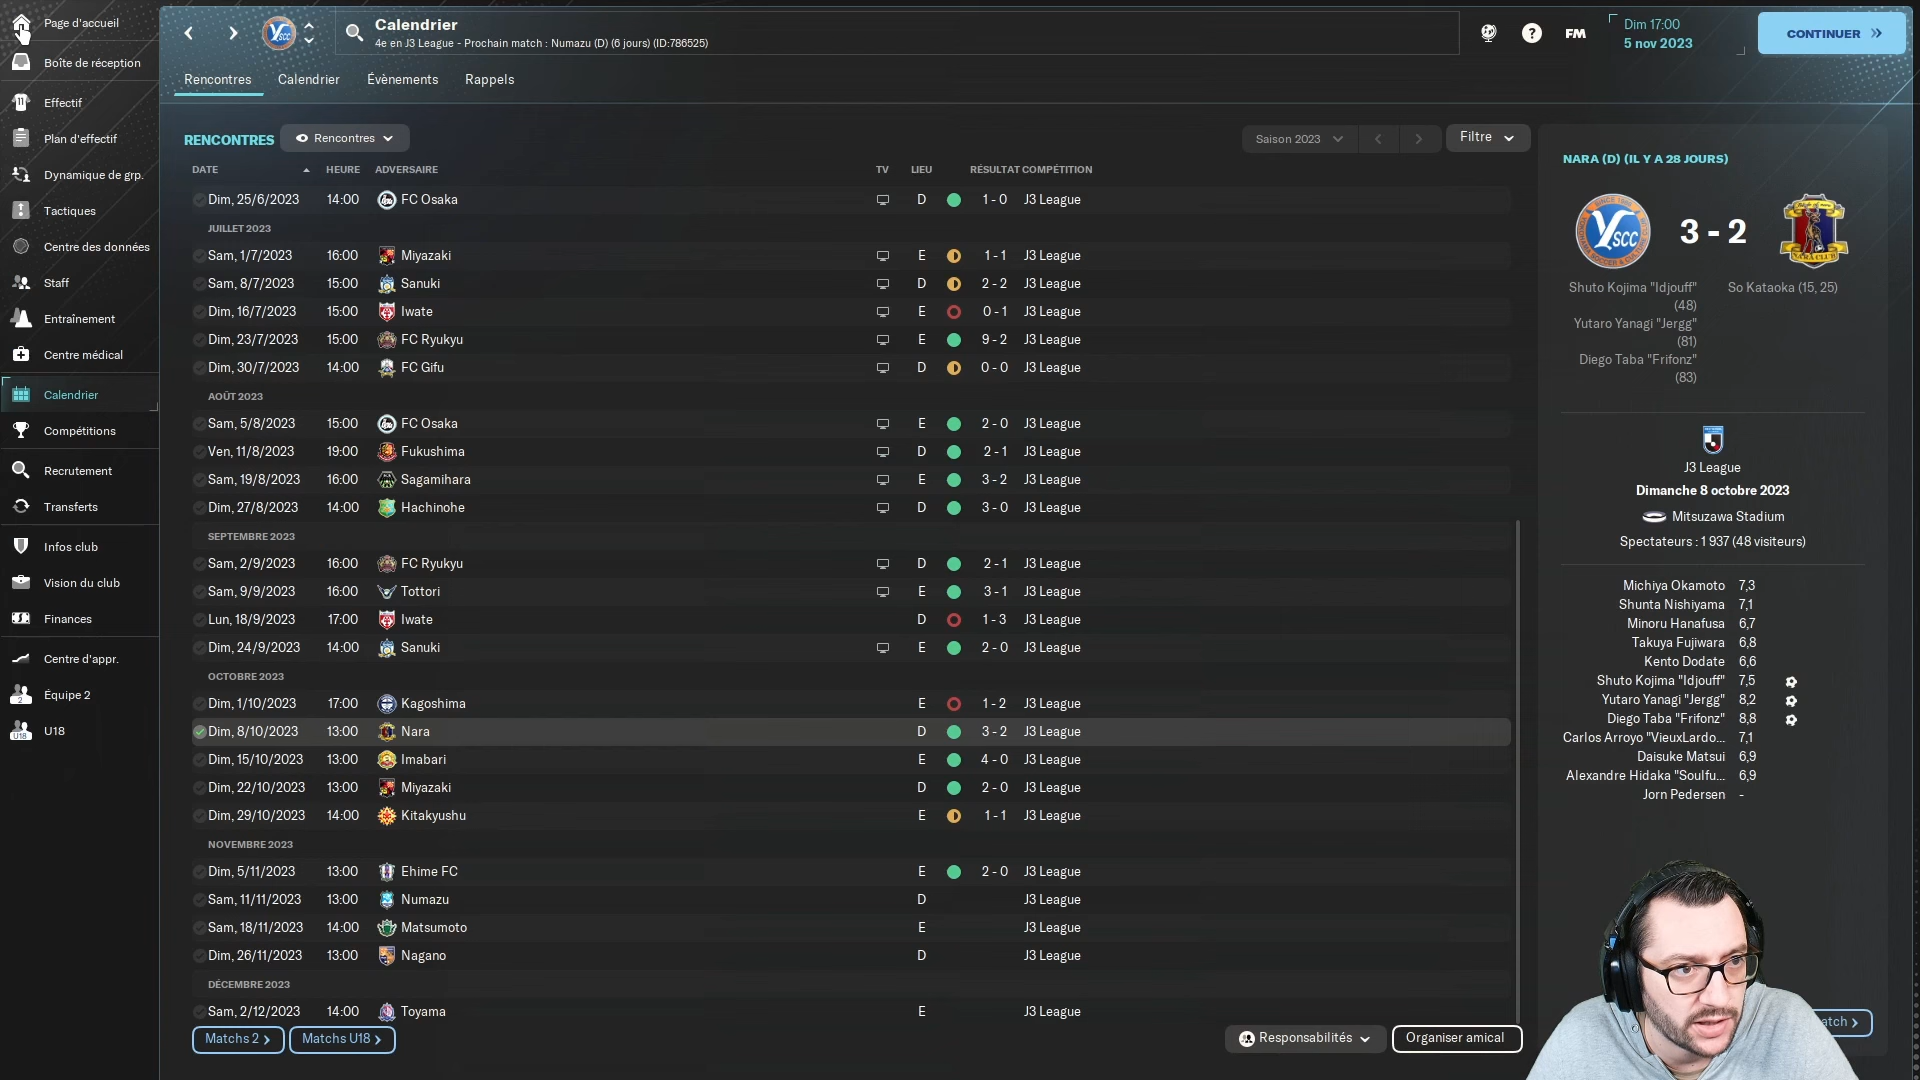 Page d'accueil
Boîte de réception
Effectif
Plan d'effectif
Dynamique de grp.
Tactiques
Centre des données
Staff
Entraînement
Centre médical
Calendrier
Compétitions
Recrutement
Transferts
Infos club
Vision du club
Finances
Centre d'appr.
Équipe 2
U18
Calendrier
4e en J3 League - Prochain match : Numazu (D) (6 jours) (ID:786525)
FM
Dim 17:00
5 nov 2023
CONTINUER
Rencontres Calendrier Évènements Rappels
RENCONTRES Rencontres Saison 2023 Filtre
DATE HEURE ADVERSAIRE TV LIEU RÉSULTAT COMPÉTITION
Dim, 25/6/2023 14:00 FC Osaka D 1 - 0 J3 League
JUILLET 2023
Sam, 1/7/2023 16:00 Miyazaki E 1 - 1 J3 League
Sam, 8/7/2023 15:00 Sanuki D 2 - 2 J3 League
Dim, 16/7/2023 15:00 Iwate E 0 - 1 J3 League
Dim, 23/7/2023 15:00 FC Ryukyu E 9 - 2 J3 League
Dim, 30/7/2023 14:00 FC Gifu D 0 - 0 J3 League
AOÛT 2023
Sam, 5/8/2023 15:00 FC Osaka E 2 - 0 J3 League
Ven, 11/8/2023 19:00 Fukushima D 2 - 1 J3 League
Sam, 19/8/2023 16:00 Sagamihara E 3 - 2 J3 League
Dim, 27/8/2023 14:00 Hachinohe D 3 - 0 J3 League
SEPTEMBRE 2023
Sam, 2/9/2023 16:00 FC Ryukyu D 2 - 1 J3 League
Sam, 9/9/2023 16:00 Tottori E 3 - 1 J3 League
Lun, 18/9/2023 17:00 Iwate D 1 - 3 J3 League
Dim, 24/9/2023 14:00 Sanuki E 2 - 0 J3 League
OCTOBRE 2023
Dim, 1/10/2023 17:00 Kagoshima E 1 - 2 J3 League
Dim, 8/10/2023 13:00 Nara D 3 - 2 J3 League
Dim, 15/10/2023 13:00 Imabari E 4 - 0 J3 League
Dim, 22/10/2023 13:00 Miyazaki D 2 - 0 J3 League
Dim, 29/10/2023 14:00 Kitakyushu E 1 - 1 J3 League
NOVEMBRE 2023
Dim, 5/11/2023 13:00 Ehime FC E 2 - 0 J3 League
Sam, 11/11/2023 13:00 Numazu D J3 League
Sam, 18/11/2023 14:00 Matsumoto E J3 League
Dim, 26/11/2023 13:00 Nagano D J3 League
DÉCEMBRE 2023
Sam, 2/12/2023 14:00 Toyama E J3 League
Matchs 2 Matchs U18 Responsabilités Organiser amical
NARA (D) (IL Y A 28 JOURS)
YSCC 3 - 2 NARA CLUB
Shuto Kojima "Idjouff" So Kataoka (15, 25)
(48)
Yutaro Yanagi "Jergg"
(81)
Diego Taba "Frifonz"
(83)
J3 League
Dimanche 8 octobre 2023
Mitsuzawa Stadium
Spectateurs : 1 937 (48 visiteurs)
Michiya Okamoto 7,3
Shunta Nishiyama 7,1
Minoru Hanafusa 6,7
Takuya Fujiwara 6,8
Kento Dodate 6,6
Shuto Kojima "Idjouff" 7,5
Yutaro Yanagi "Jergg" 8,2
Diego Taba "Frifonz" 8,8
Carlos Arroyo "VieuxLardo... 7,1
Daisuke Matsui 6,9
Alexandre Hidaka "Soulfu... 6,9
Jorn Pedersen -